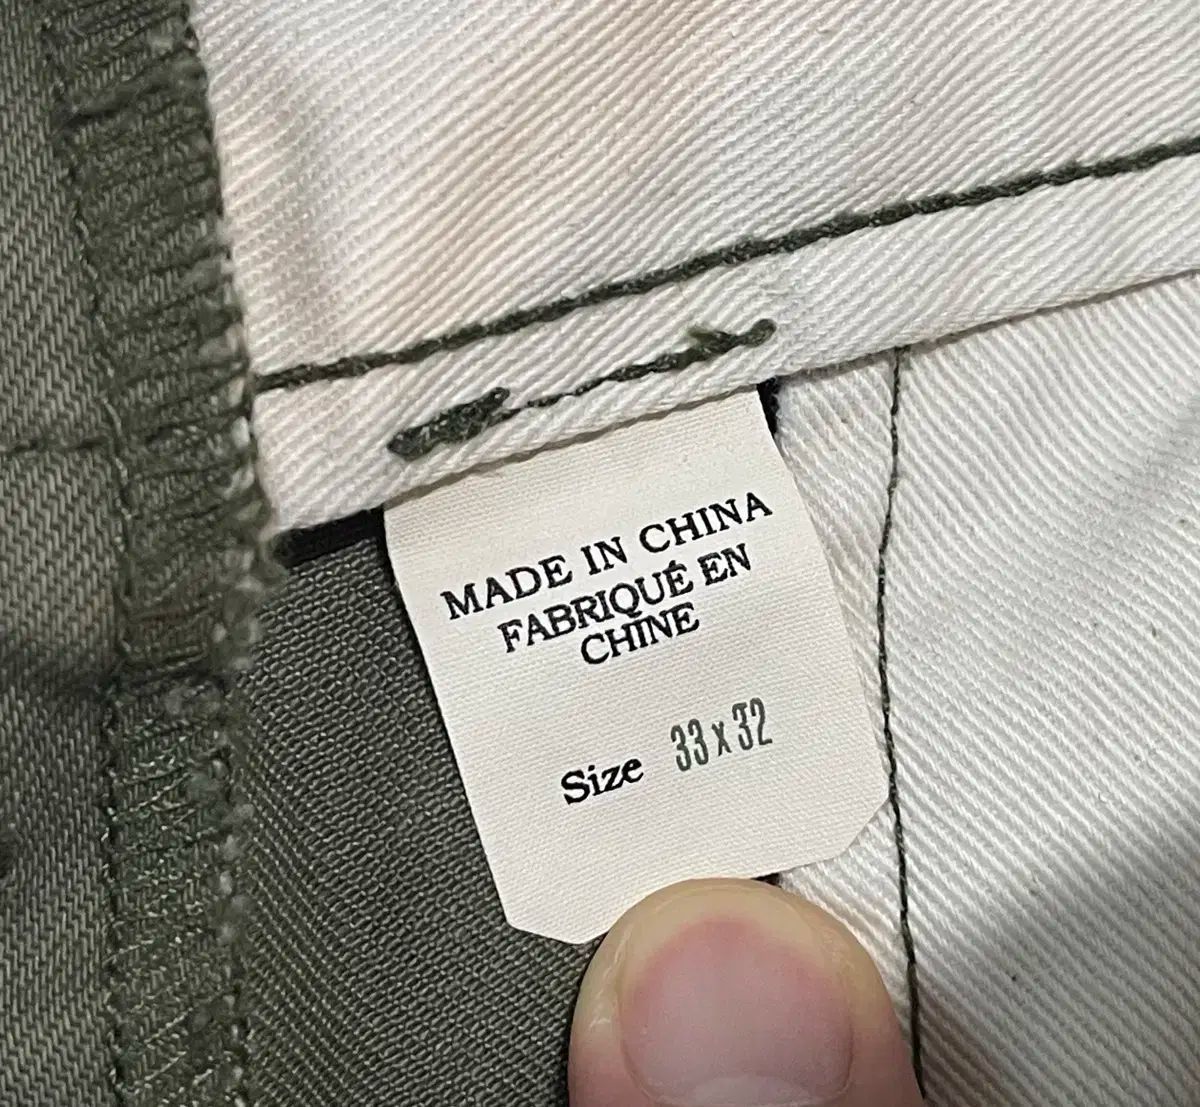 MADE IN CHINA
FABRIQUÉ EN
CHINE
Size 33 x 32